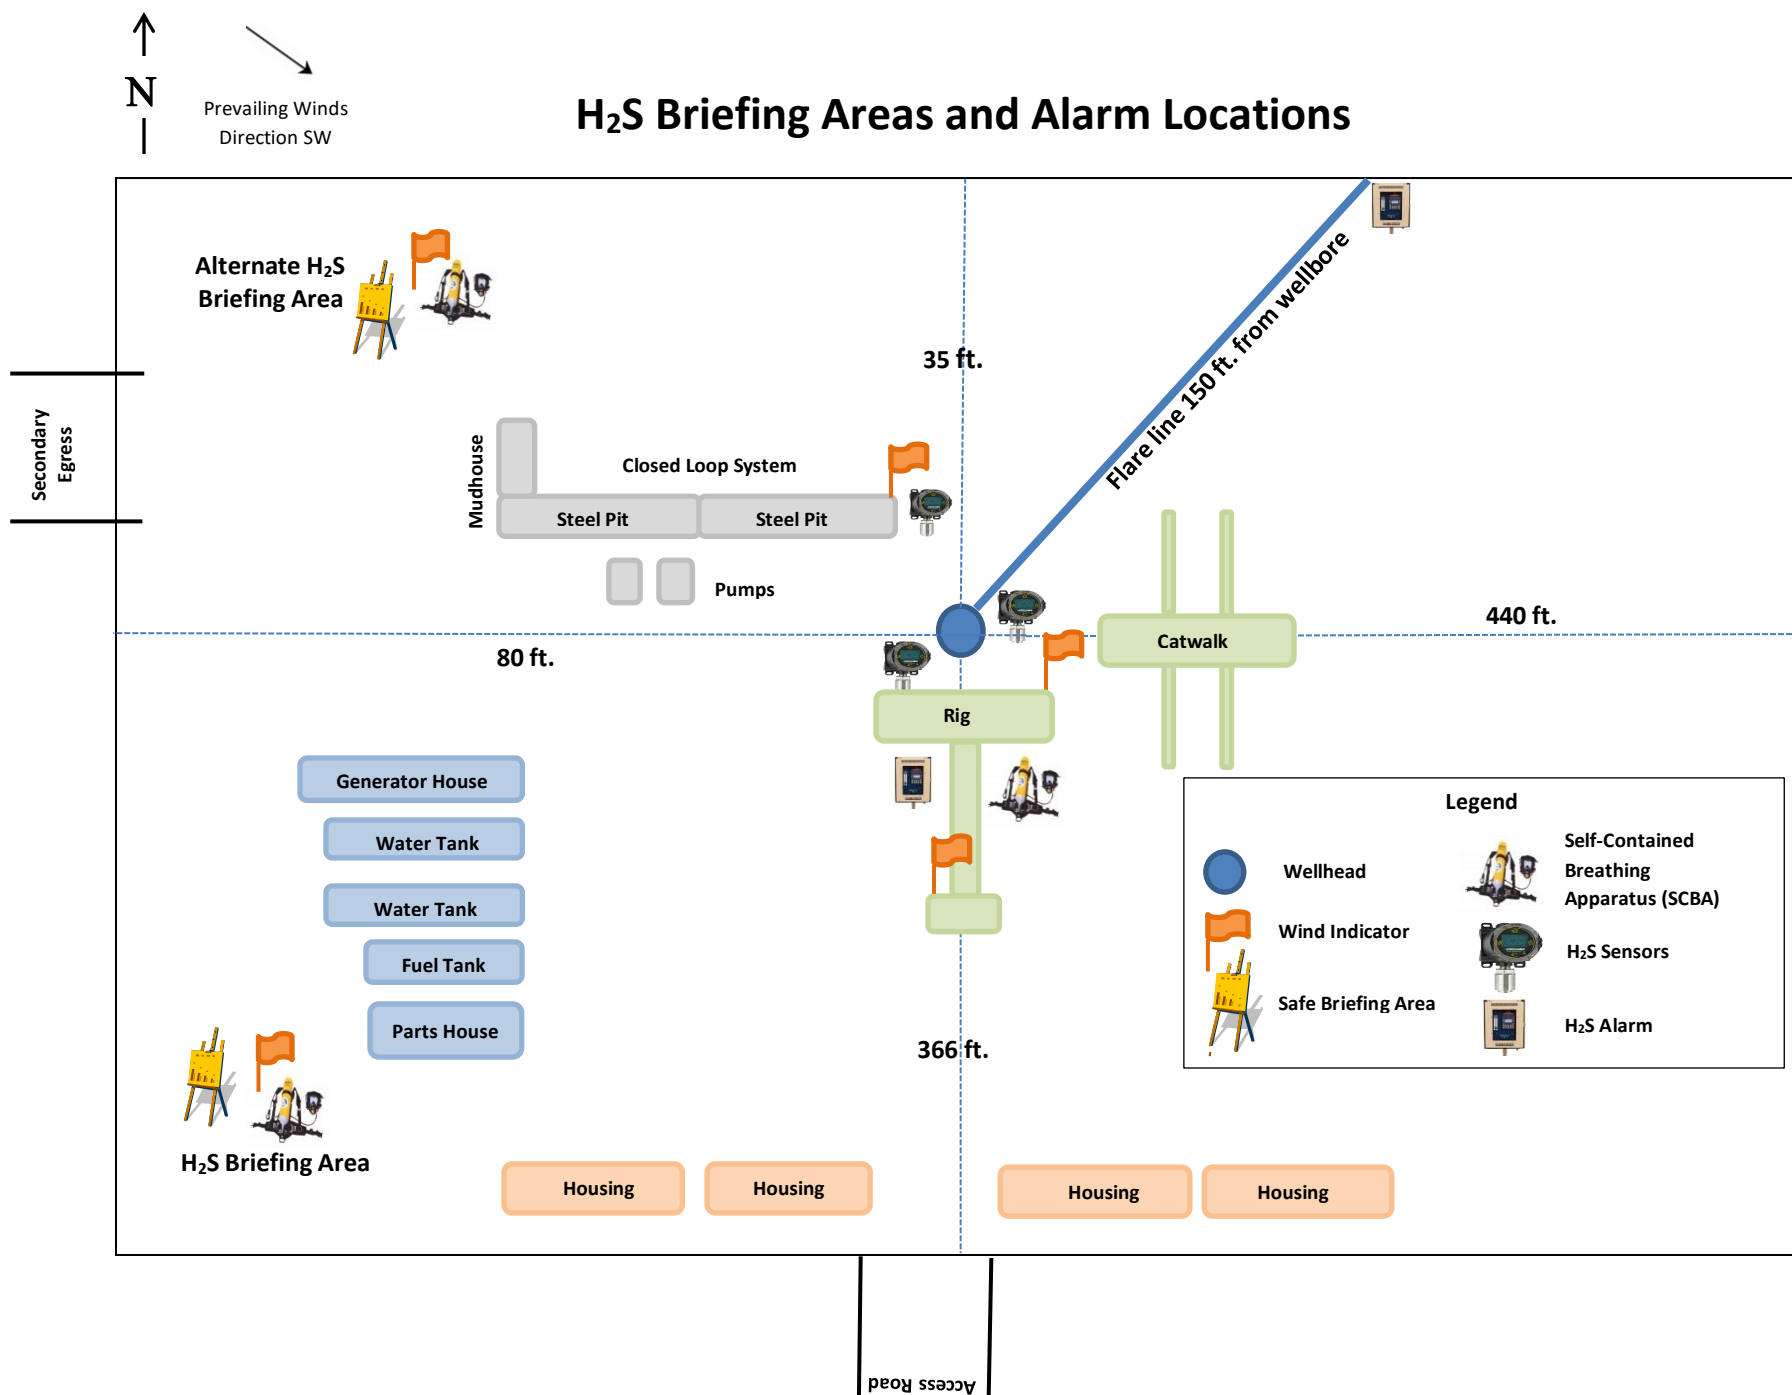 N
Prevailing Winds
Direction SW
H₂S Briefing Areas and Alarm Locations
Alternate H₂S
Briefing Area
35 ft.
Flare line 150 ft. from wellbore
Secondary
Egress
Mudhouse
Closed Loop System
Steel Pit
Steel Pit
Pumps
440 ft.
Catwalk
80 ft.
Rig
Generator House
Water Tank
Water Tank
Fuel Tank
Parts House
366 ft.
Legend
Wellhead
Self-Contained
Breathing
Apparatus (SCBA)
Wind Indicator
H₂S Sensors
Safe Briefing Area
H₂S Alarm
H₂S Briefing Area
Housing
Housing
Housing
Housing
Access Road